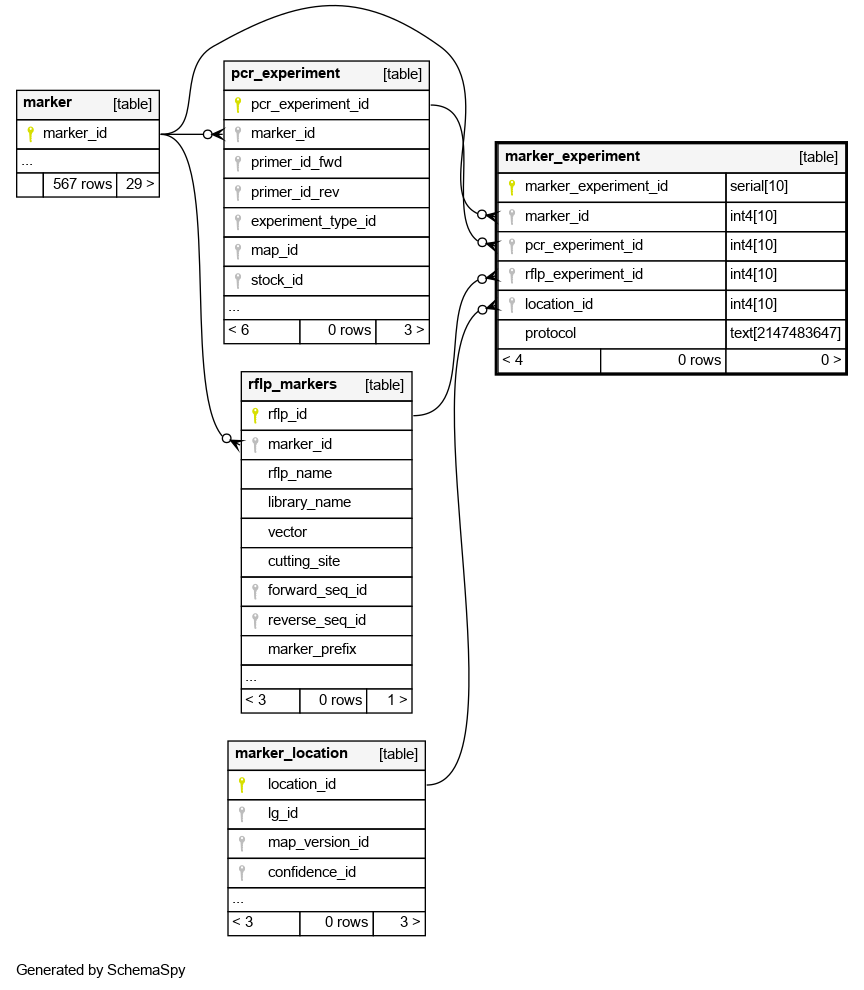 marker [table]
marker_id
...
567 rows 29 >
pcr_experiment [table]
pcr_experiment_id
marker_id
primer_id_fwd
primer_id_rev
experiment_type_id
map_id
stock_id
...
< 6 0 rows 3 >
rflp_markers [table]
rflp_id
marker_id
rflp_name
library_name
vector
cutting_site
forward_seq_id
reverse_seq_id
marker_prefix
...
< 3 0 rows 1 >
marker_location [table]
location_id
lg_id
map_version_id
confidence_id
...
< 3 0 rows 3 >
marker_experiment [table]
marker_experiment_id serial[10]
marker_id int4[10]
pcr_experiment_id int4[10]
rflp_experiment_id int4[10]
location_id int4[10]
protocol text[2147483647]
< 4 0 rows 0 >
Generated by SchemaSpy